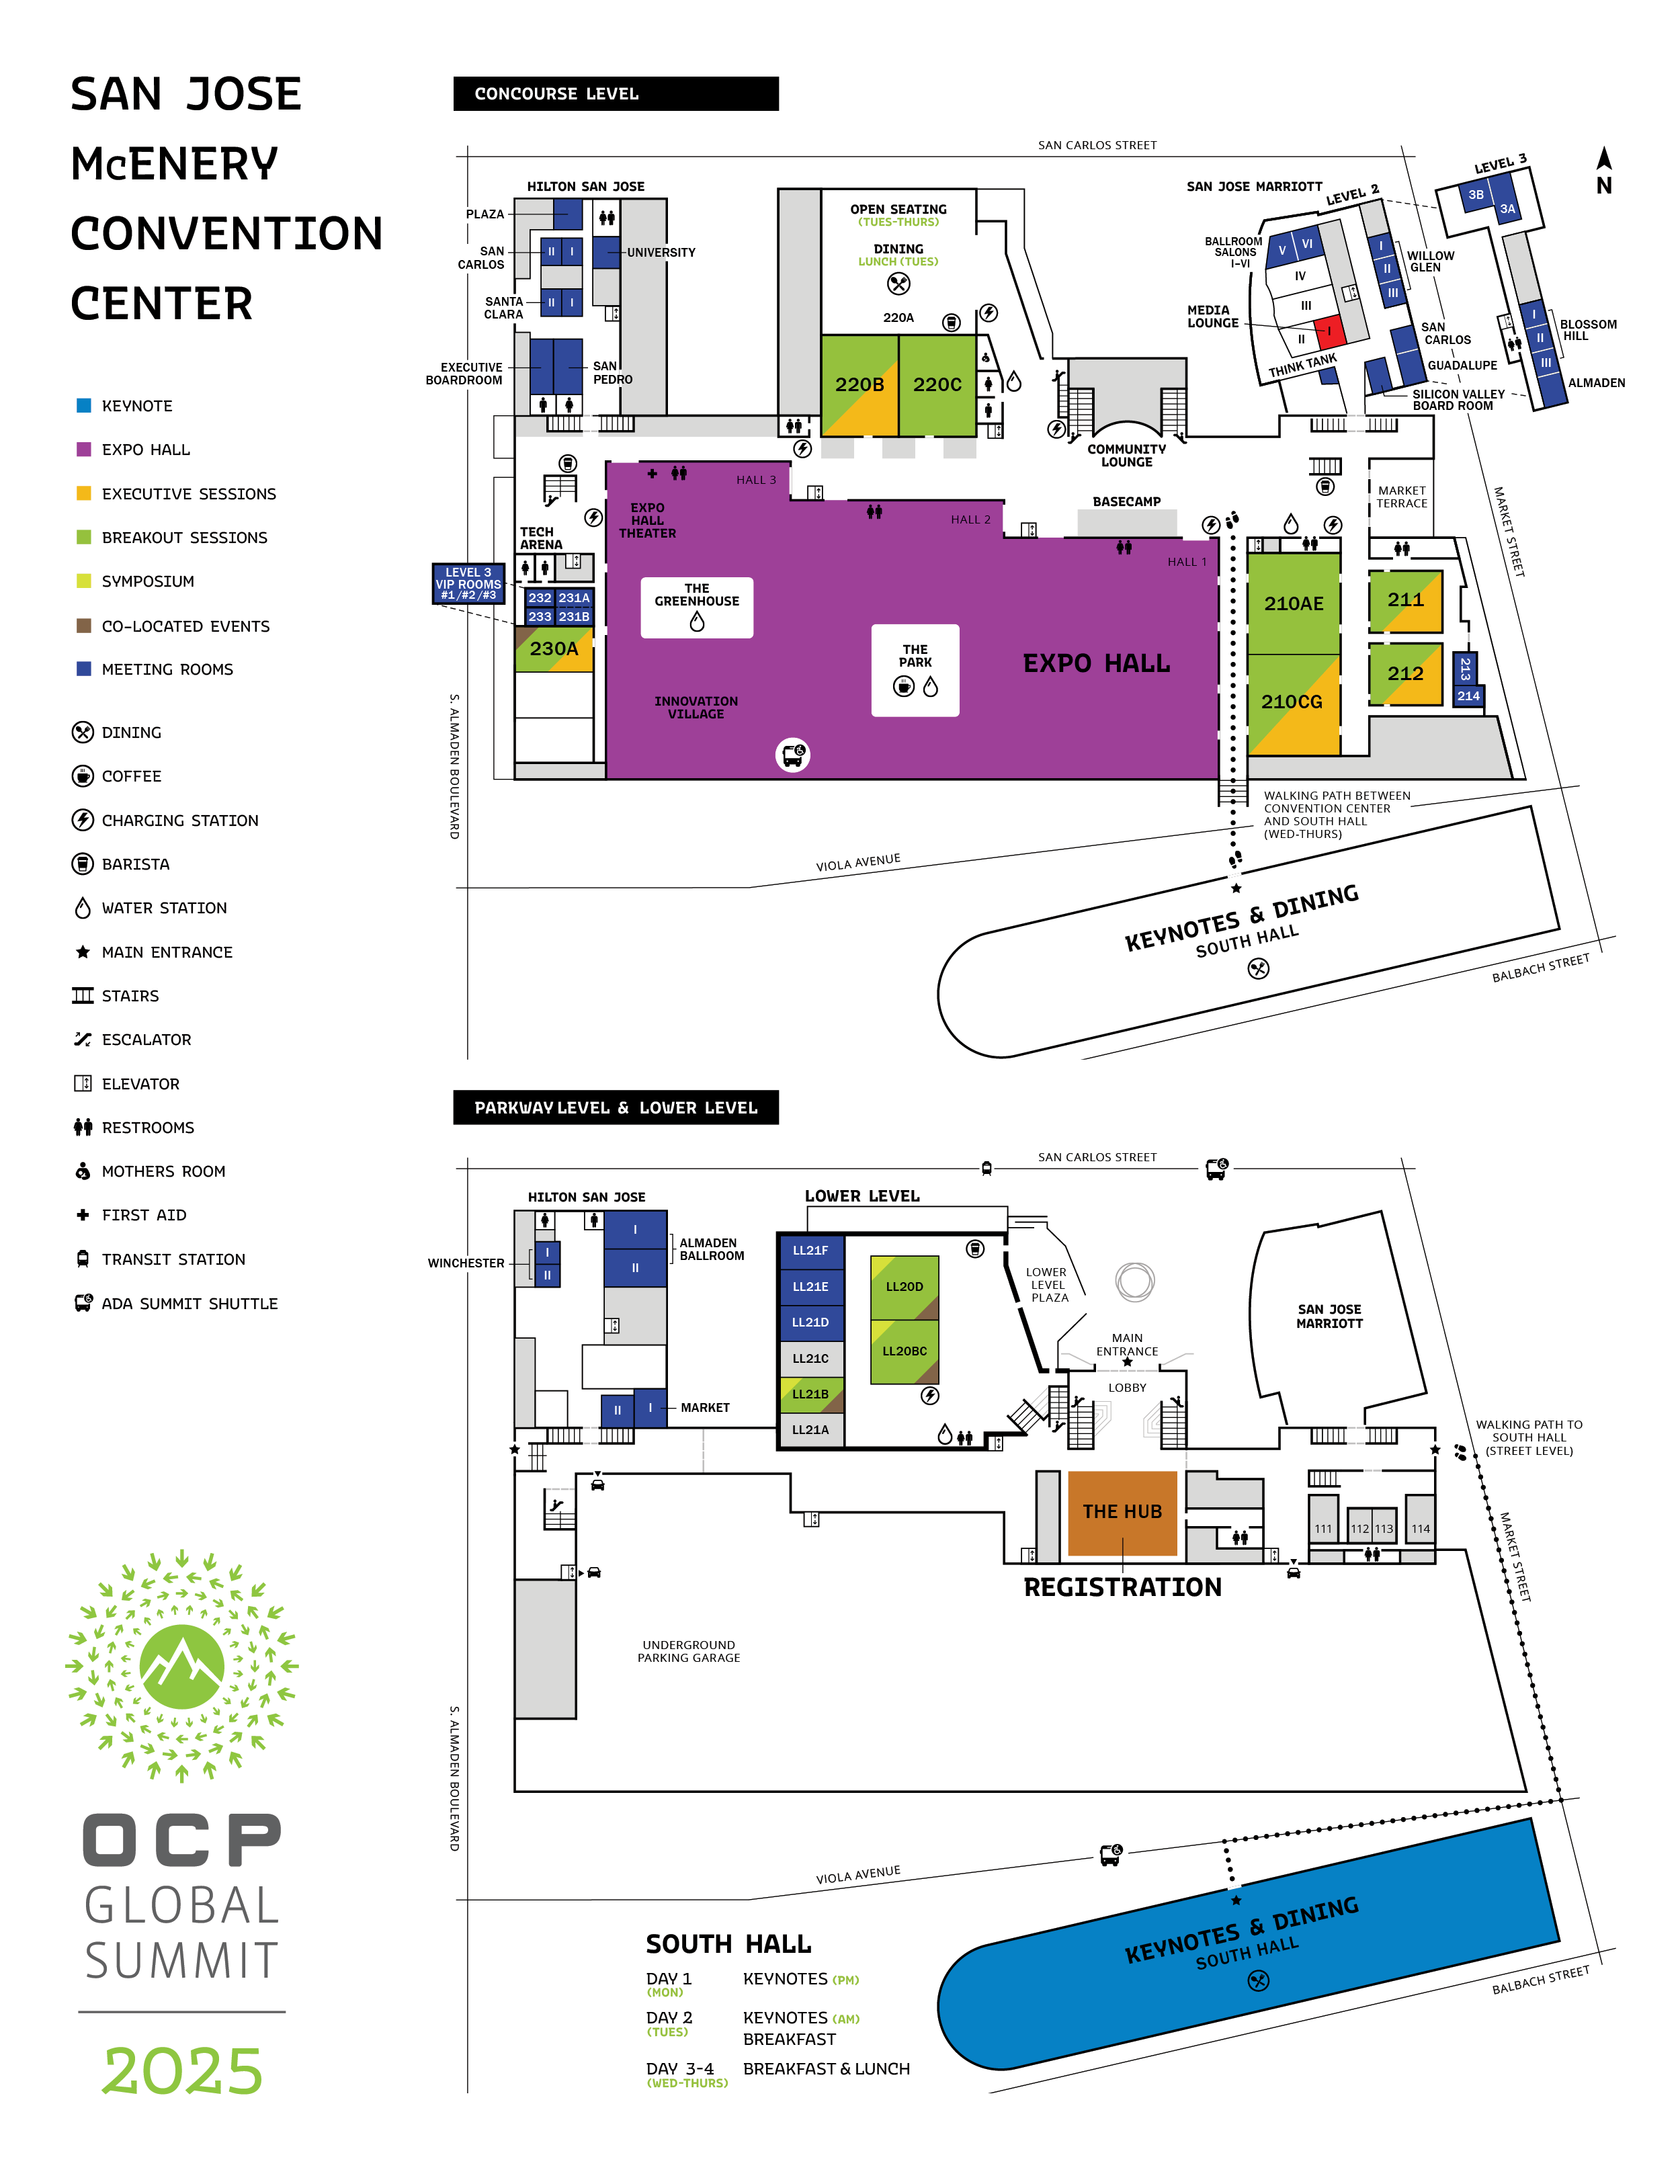 SAN JOSE
McENERY
CONVENTION
CENTER
KEYNOTE
EXPO HALL
EXECUTIVE SESSIONS
BREAKOUT SESSIONS
SYMPOSIUM
CO-LOCATED EVENTS
MEETING ROOMS
DINING
COFFEE
CHARGING STATION
BARISTA
WATER STATION
MAIN ENTRANCE
STAIRS
ESCALATOR
ELEVATOR
RESTROOMS
MOTHERS ROOM
FIRST AID
TRANSIT STATION
ADA SUMMIT SHUTTLE
OCP
GLOBAL
SUMMIT
2025
CONCOURSE LEVEL
SAN CARLOS STREET
N
HILTON SAN JOSE
PLAZA
SAN
CARLOS
II I
UNIVERSITY
SANTA
CLARA
II I
EXECUTIVE
BOARDROOM
SAN
PEDRO
OPEN SEATING
(TUES-THURS)
DINING
LUNCH (TUES)
220A
220B
220C
SAN JOSE MARRIOTT
LEVEL 2
LEVEL 3
3B
3A
BALLROOM
SALONS
I-VI
V VI
IV
III
II
I
MEDIA
LOUNGE
THINK TANK
I
II
III
WILLOW
GLEN
SAN
CARLOS
GUADALUPE
SILICON VALLEY
BOARD ROOM
I
II
III
BLOSSOM
HILL
ALMADEN
COMMUNITY
LOUNGE
BASECAMP
MARKET
TERRACE
MARKET STREET
HALL 3
HALL 2
HALL 1
EXPO
HALL
THEATER
TECH
ARENA
LEVEL 3
VIP ROOMS
#1/#2/#3
232 231A
233 231B
230A
THE
GREENHOUSE
THE
PARK
EXPO HALL
INNOVATION
VILLAGE
210AE
210CG
211
212
213
214
S. ALMADEN BOULEVARD
WALKING PATH BETWEEN
CONVENTION CENTER
AND SOUTH HALL
(WED-THURS)
VIOLA AVENUE
KEYNOTES & DINING
SOUTH HALL
BALBACH STREET
PARKWAY LEVEL & LOWER LEVEL
SAN CARLOS STREET
HILTON SAN JOSE
WINCHESTER
I
II
I
II
ALMADEN
BALLROOM
II I
MARKET
LOWER LEVEL
LL21F
LL21E
LL21D
LL21C
LL21B
LL21A
LL20D
LL20BC
LOWER
LEVEL
PLAZA
MAIN
ENTRANCE
LOBBY
SAN JOSE
MARRIOTT
WALKING PATH TO
SOUTH HALL
(STREET LEVEL)
THE HUB
REGISTRATION
111
112
113
114
MARKET STREET
UNDERGROUND
PARKING GARAGE
S. ALMADEN BOULEVARD
VIOLA AVENUE
KEYNOTES & DINING
SOUTH HALL
BALBACH STREET
SOUTH HALL
DAY 1 KEYNOTES (PM)
(MON)
DAY 2 KEYNOTES (AM)
(TUES) BREAKFAST
DAY 3-4 BREAKFAST & LUNCH
(WED-THURS)